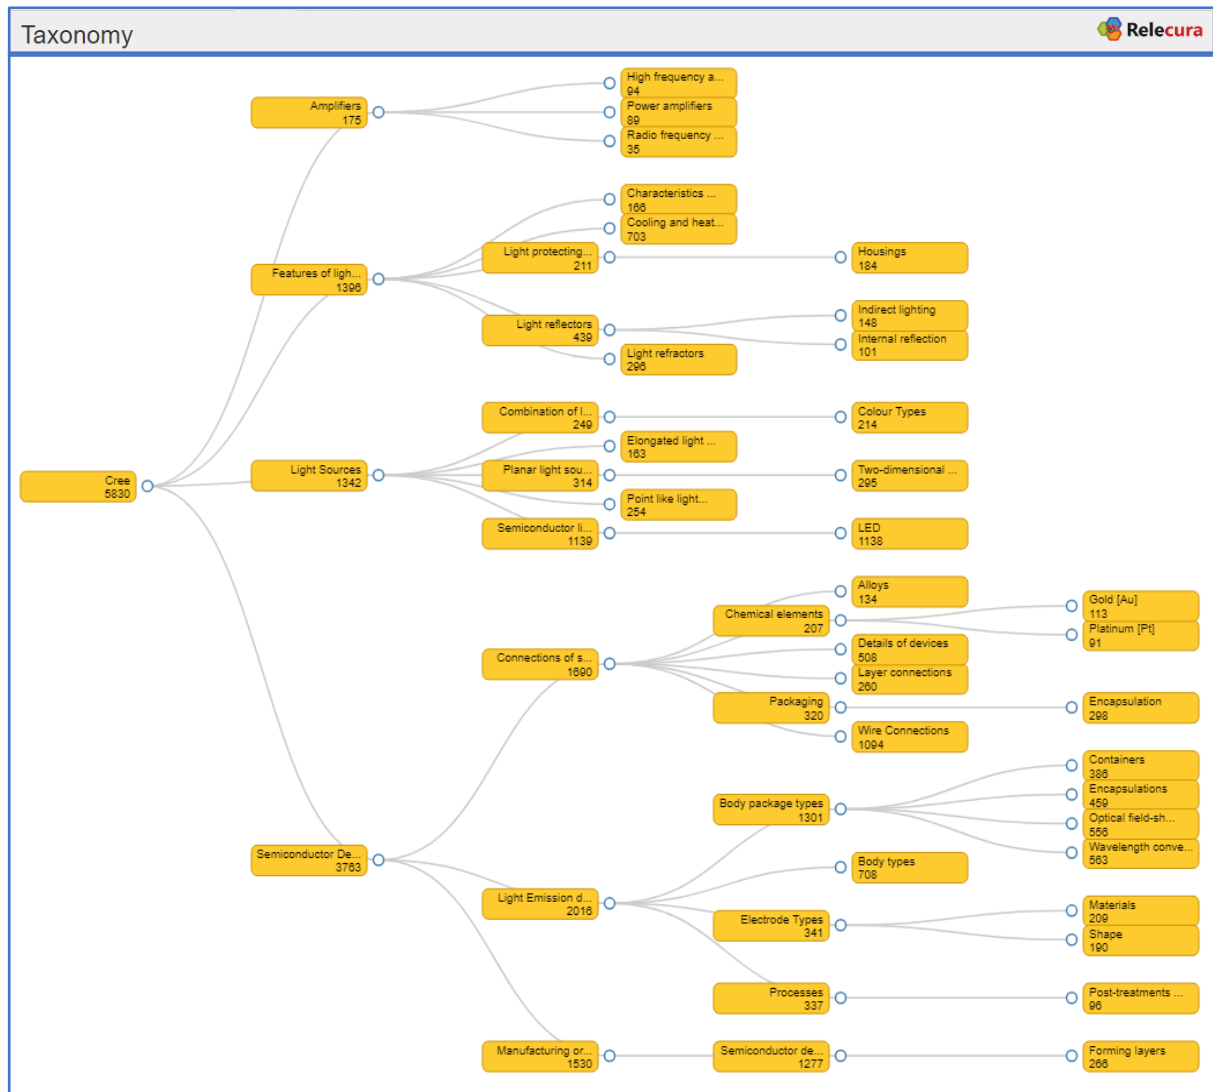 Taxonomy
Relecura
High frequency a...
94
Amplifiers
175
Power amplifiers
89
Radio frequency ...
35
Characteristics ...
166
Cooling and heat...
703
Light protecting...
211
Housings
184
Features of ligh...
1396
Indirect lighting
148
Light reflectors
439
Internal reflection
101
Light refractors
296
Combination of l...
249
Colour Types
214
Elongated light ...
163
Cree
5830
Light Sources
1342
Planar light sou...
314
Two-dimensional ...
295
Point like light...
254
Semiconductor li...
1139
LED
1138
Alloys
134
Gold [Au]
113
Chemical elements
207
Platinum [Pt]
91
Connections of s...
1690
Details of devices
508
Layer connections
260
Packaging
320
Encapsulation
298
Wire Connections
1094
Containers
386
Body package types
1301
Encapsulations
459
Optical field-sh...
556
Wavelength conve...
563
Semiconductor De...
3763
Body types
708
Light Emission d...
2016
Materials
209
Electrode Types
341
Shape
190
Processes
337
Post-treatments ...
96
Manufacturing or...
1530
Semiconductor de...
1277
Forming layers
266